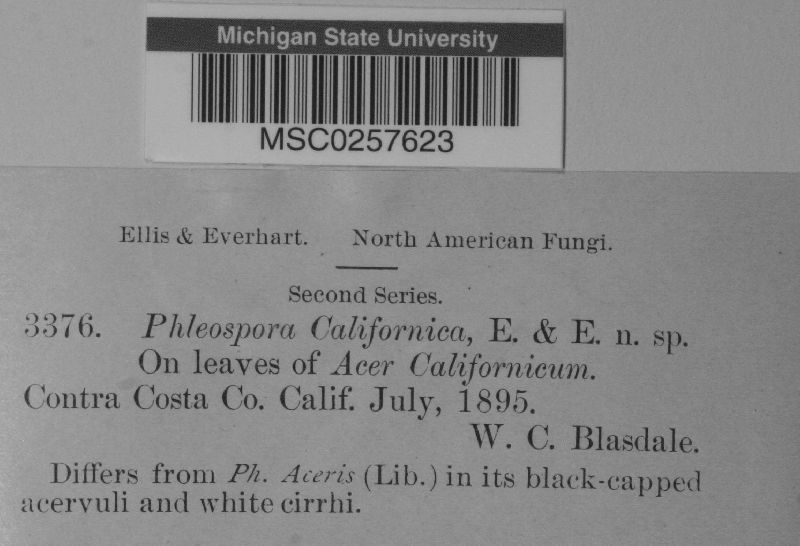 Michigan State University
MSC0257623
Ellis & Everhart. North American Fungi.
Second Series.
3376. Phleospora Californica, E. & E. n. sp.
On leaves of Acer Californicum.
Contra Costa Co. Calif. July, 1895.
W. C. Blasdale.
Differs from Ph. Aceris (Lib.) in its black-capped
acervuli and white cirrhi.